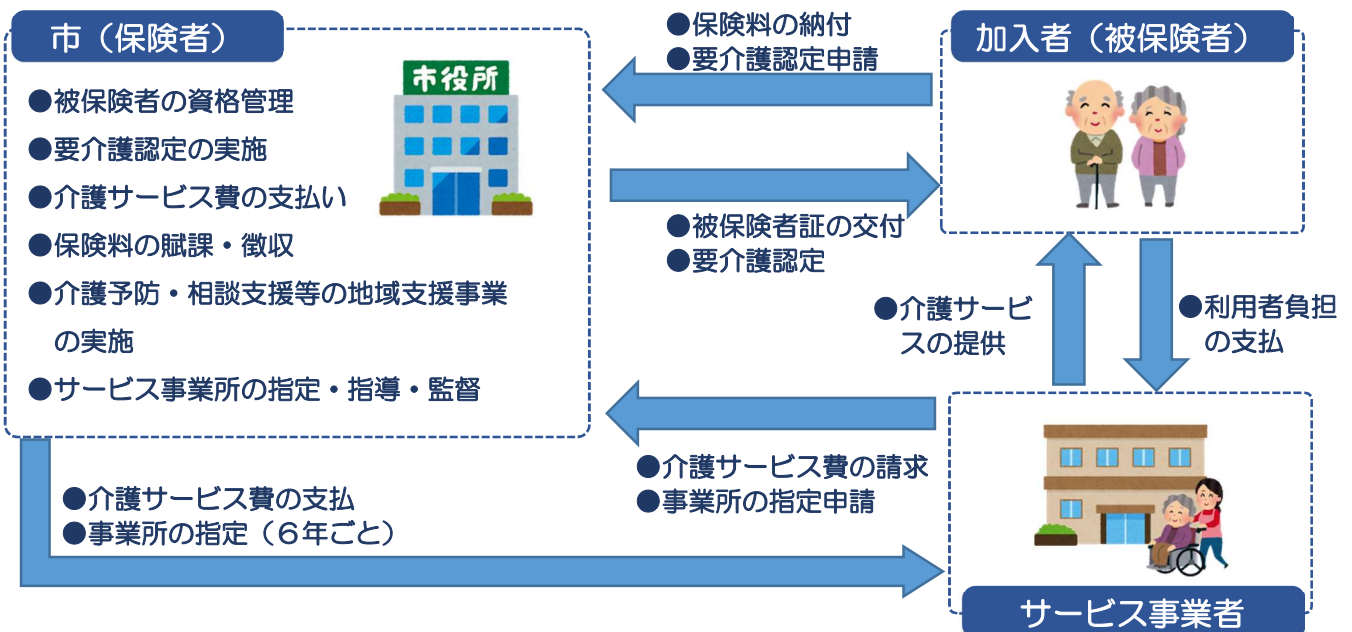 市（保険者）
市役所
●被保険者の資格管理
●要介護認定の実施
●介護サービス費の支払い
●保険料の賦課・徴収
●介護予防・相談支援等の地域支援事業
の実施
●サービス事業所の指定・指導・監督
●保険料の納付
●要介護認定申請
加入者（被保険者）
●被保険者証の交付
●要介護認定
●介護サービ
スの提供
●利用者負担
の支払
●介護サービス費の請求
●事業所の指定申請
●介護サービス費の支払
●事業所の指定（６年ごと）
サービス事業者